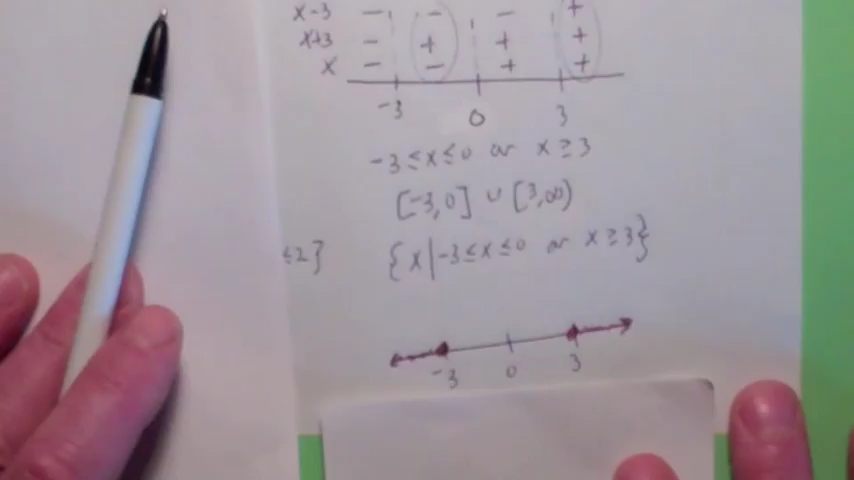 x-3 - - - +
x+3 - + + +
x - - + +
-3 0 3
-3 ≤ x ≤ 0 or x ≥ 3
[-3, 0] ∪ [3, ∞)
≤ 2} {x | -3 ≤ x ≤ 0 or x ≥ 3}
-3 0 3